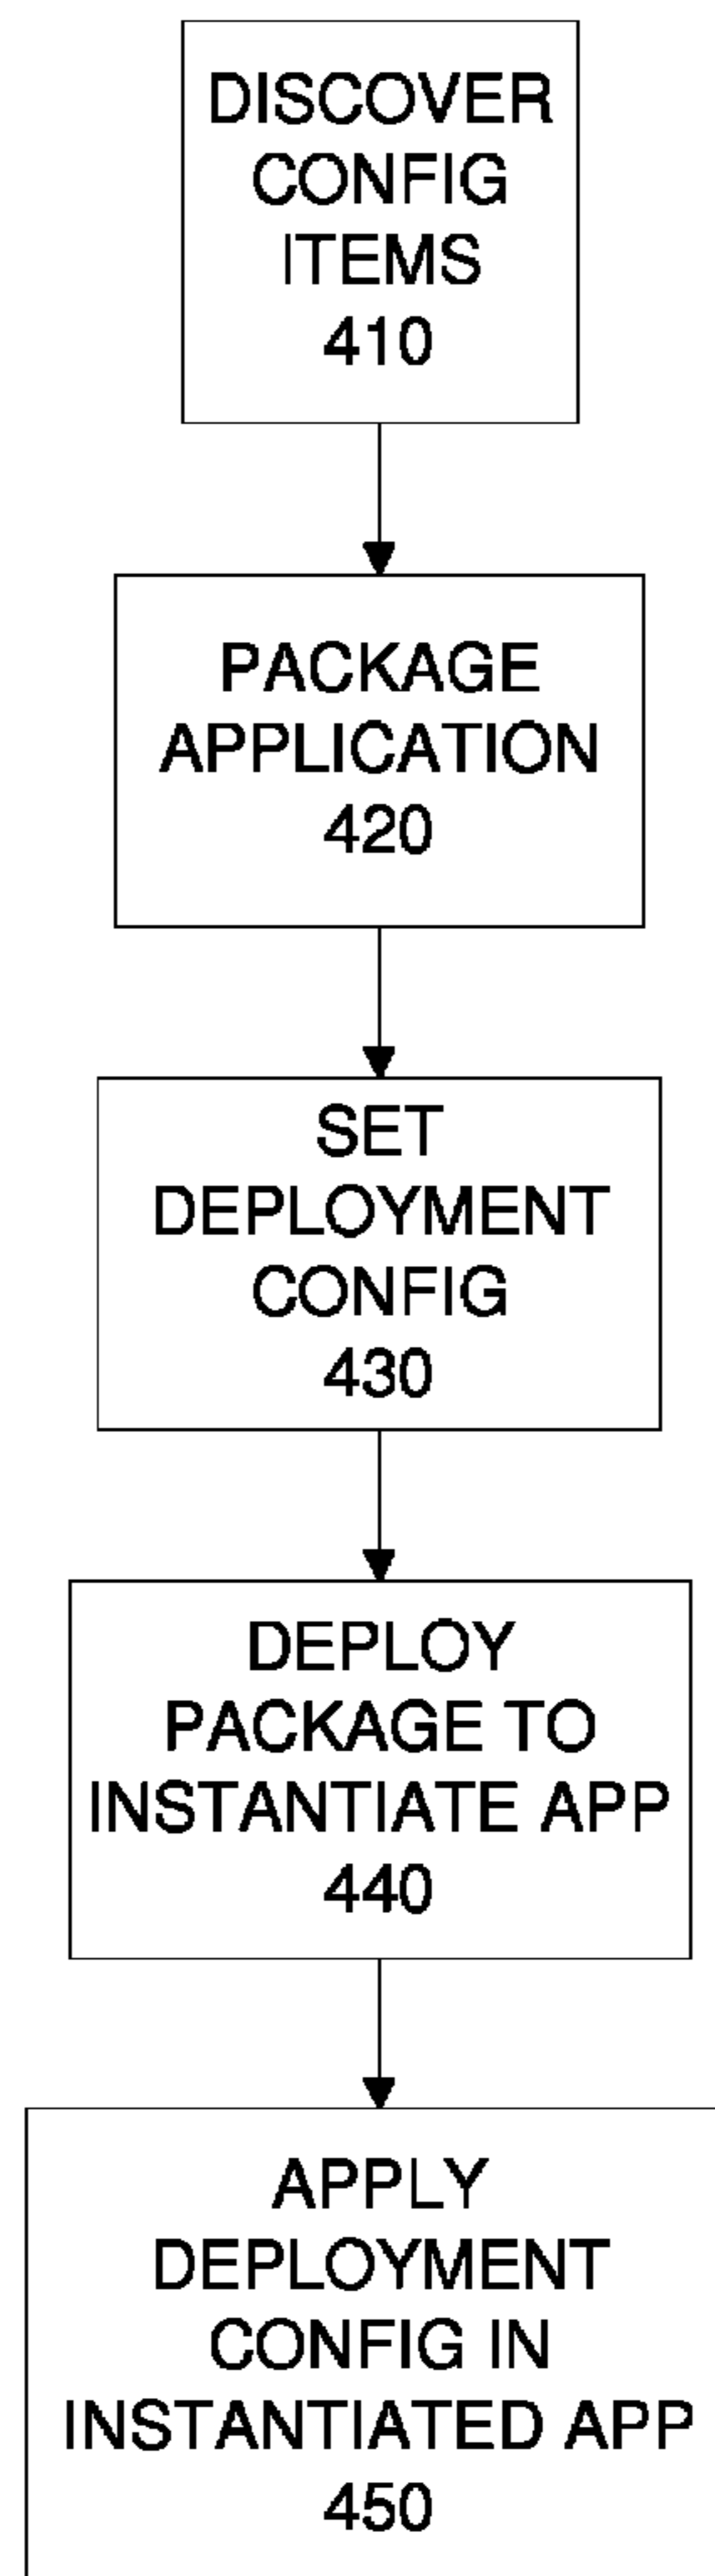 DISCOVER
CONFIG
ITEMS
410
PACKAGE
APPLICATION
420
SET
DEPLOYMENT
CONFIG
430
DEPLOY
PACKAGE TO
INSTANTIATE APP
440
APPLY
DEPLOYMENT
CONFIG IN
INSTANTIATED APP
450